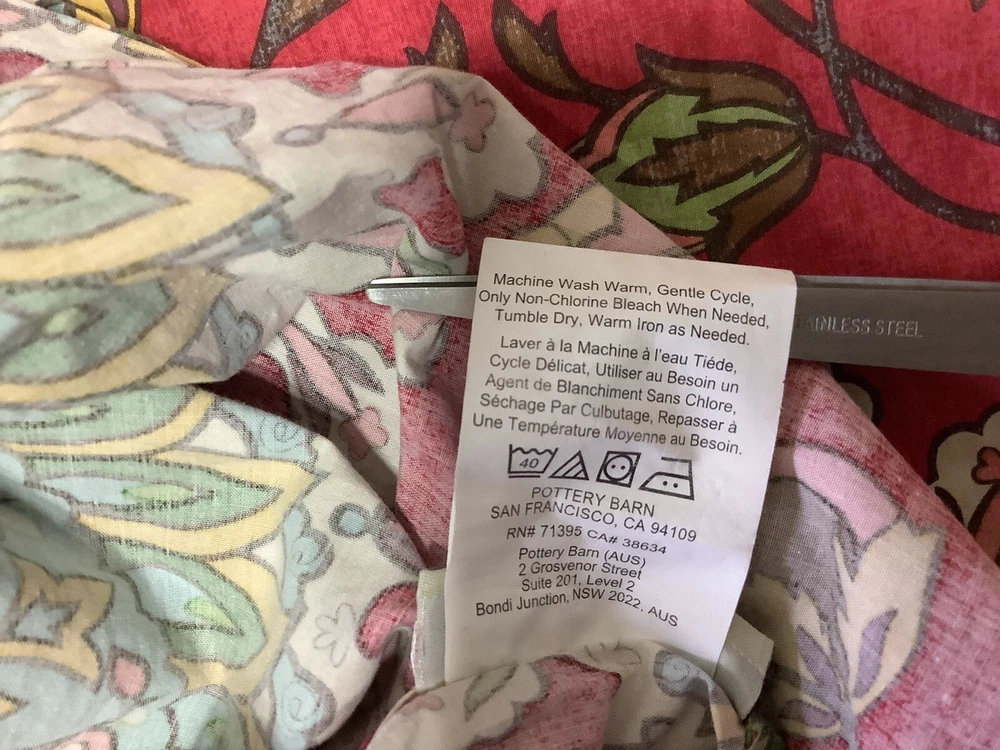 Machine Wash Warm, Gentle Cycle,
Only Non-Chlorine Bleach When Needed,
Tumble Dry, Warm Iron as Needed.
Laver à la Machine à l'eau Tiéde,
Cycle Délicat, Utiliser au Besoin un
Agent de Blanchiment Sans Chlore,
Séchage Par Culbutage, Repasser à
Une Température Moyenne au Besoin.
40
POTTERY BARN
SAN FRANCISCO, CA 94109
RN# 71395 CA# 38634
Pottery Barn (AUS)
2 Grosvenor Street
Suite 201, Level 2
Bondi Junction, NSW 2022. AUS
STEEL